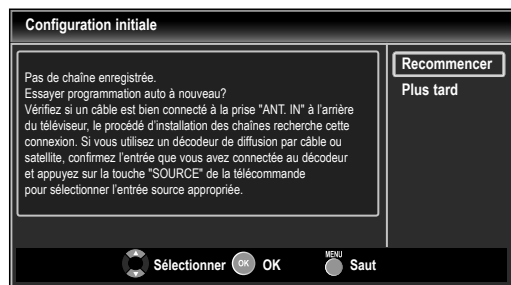 Configuration initiale
Pas de chaîne enregistrée.
Essayer programmation auto à nouveau?
Vérifiez si un câble est bien connecté à la prise "ANT. IN" à l'arrière
du téléviseur, le procédé d'installation des chaînes recherche cette
connexion. Si vous utilisez un décodeur de diffusion par câble ou
satellite, confirmez l'entrée que vous avez connectée au décodeur
et appuyez sur la touche "SOURCE" de la télécommande
pour sélectionner l'entrée source appropriée.
Recommencer
Plus tard
Sélectionner OK OK MENU Saut